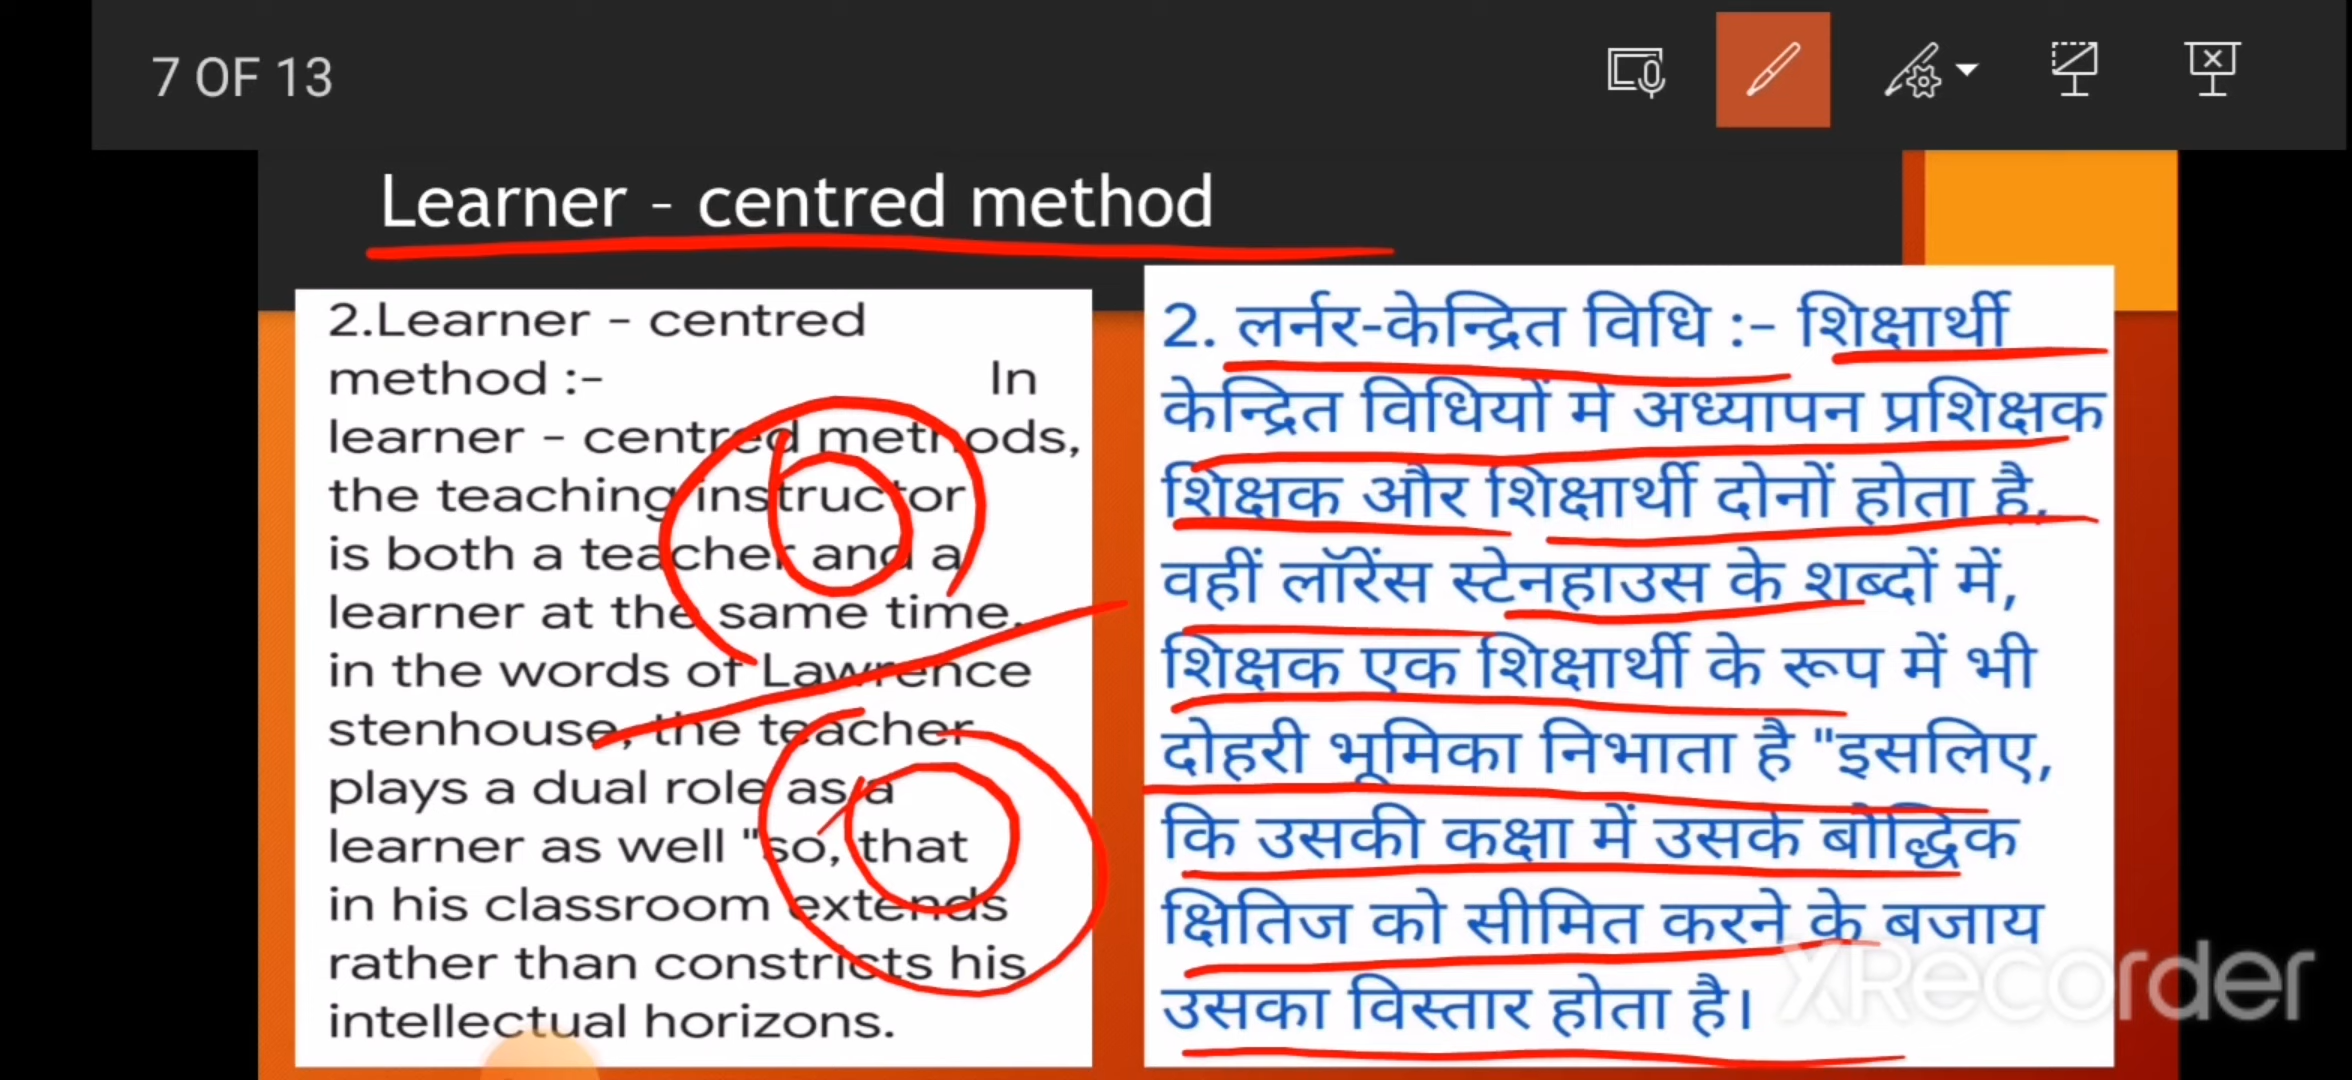 7 OF 13
Learner - centred method
2.Learner - centred
method :- In
learner - centred methods,
the teaching instructor
is both a teacher and a
learner at the same time.
in the words of Lawrence
stenhouse, the teacher
plays a dual role as a
learner as well "so, that
in his classroom extends
rather than constricts his
intellectual horizons.
2. लर्नर-केन्द्रित विधि :- शिक्षार्थी
केन्द्रित विधियों मे अध्यापन प्रशिक्षक
शिक्षक और शिक्षार्थी दोनों होता है,
वहीं लॉरेंस स्टेनहाउस के शब्दों में,
शिक्षक एक शिक्षार्थी के रूप में भी
दोहरी भूमिका निभाता है "इसलिए,
कि उसकी कक्षा में उसके बौद्धिक
क्षितिज को सीमित करने के बजाय
उसका विस्तार होता है।
XRecorder